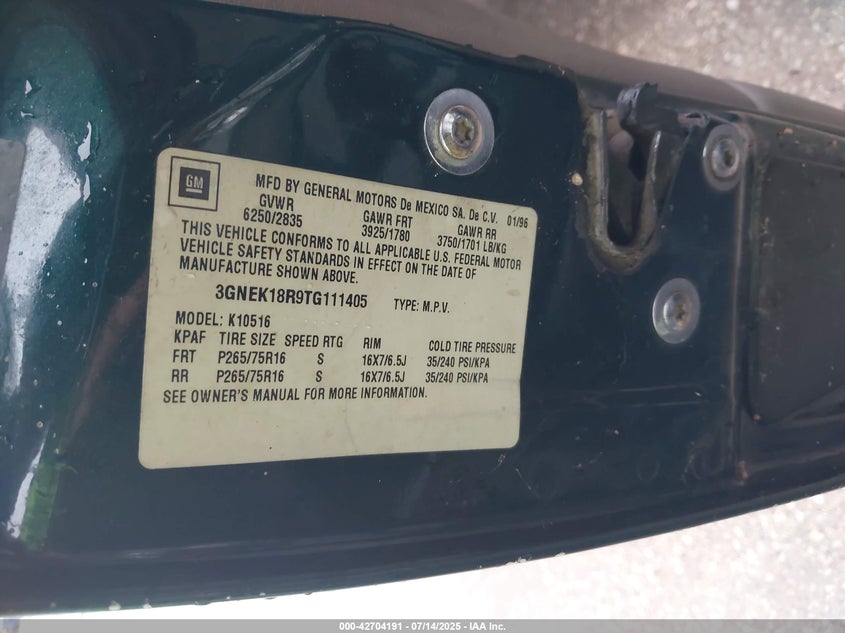 GM
MFD BY GENERAL MOTORS De MEXICO SA. De C.V. 01/96
GVWR GAWR FRT GAWR RR
6250/2835 3925/1780 3750/1701 LB/KG
THIS VEHICLE CONFORMS TO ALL APPLICABLE U.S. FEDERAL MOTOR
VEHICLE SAFETY STANDARDS IN EFFECT ON THE DATE OF
MANUFACTURE SHOWN ABOVE.
3GNEK18R9TG111405 TYPE: M.P.V.
MODEL: K10516
KPAF TIRE SIZE SPEED RTG RIM COLD TIRE PRESSURE
FRT P265/75R16 S 16X7/6.5J 35/240 PSI/KPA
RR P265/75R16 S 16X7/6.5J 35/240 PSI/KPA
SEE OWNER'S MANUAL FOR MORE INFORMATION.
000-42704191 - 07/14/2025 - IAA Inc.